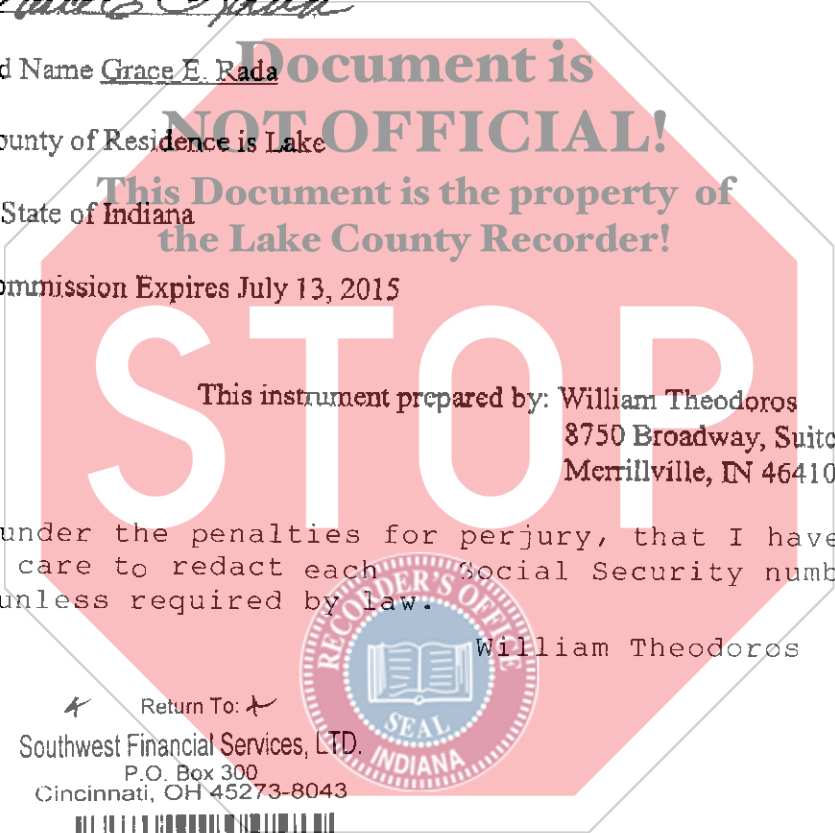 d Name Grace E. Rada
Document is
NOT OFFICIAL!
ounty of Residence is Lake
This Document is the property of
State of Indiana
the Lake County Recorder!
ommission Expires July 13, 2015
STOP
This instrument prepared by: William Theodoros
8750 Broadway, Suite
Merrillville, IN 46410
under the penalties for perjury, that I have
care to redact each Social Security numb
unless required by law.
William Theodoros
RECORDER'S OFFICE
SEAL
INDIANA
Return To:
Southwest Financial Services, LTD.
P.O. Box 300
Cincinnati, OH 45273-8043